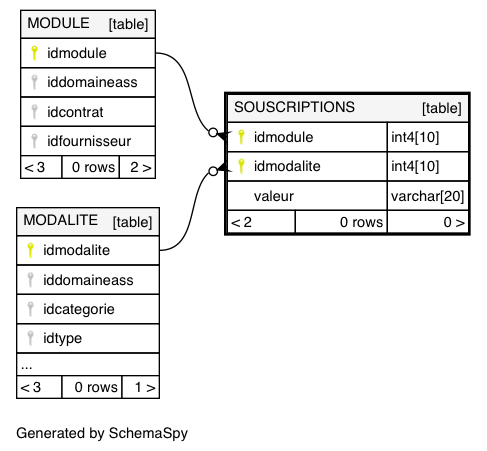 MODULE [table]
idmodule
iddomaineass
idcontrat
idfournisseur
< 3 0 rows 2 >
SOUSCRIPTIONS [table]
idmodule int4[10]
idmodalite int4[10]
valeur varchar[20]
< 2 0 rows 0 >
MODALITE [table]
idmodalite
iddomaineass
idcategorie
idtype
...
< 3 0 rows 1 >
Generated by SchemaSpy